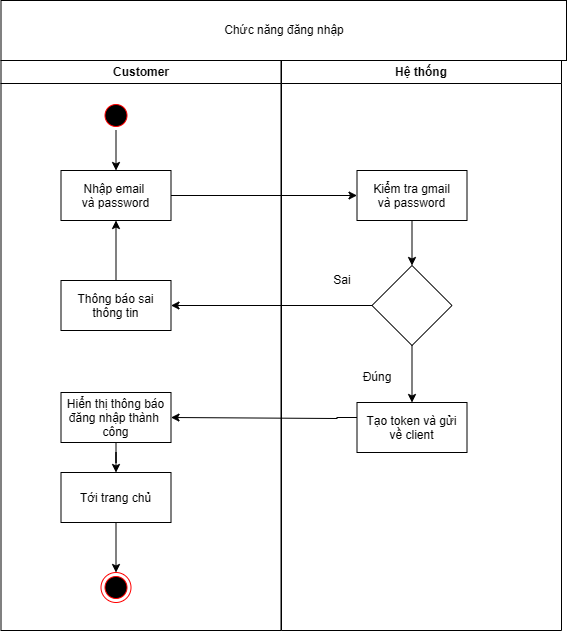 Chức năng đăng nhập
Customer
Hệ thống
Nhập email
và password
Kiểm tra gmail
và password
Sai
Thông báo sai
thông tin
Đúng
Hiển thị thông báo
đăng nhập thành
công
Tạo token và gửi
về client
Tới trang chủ